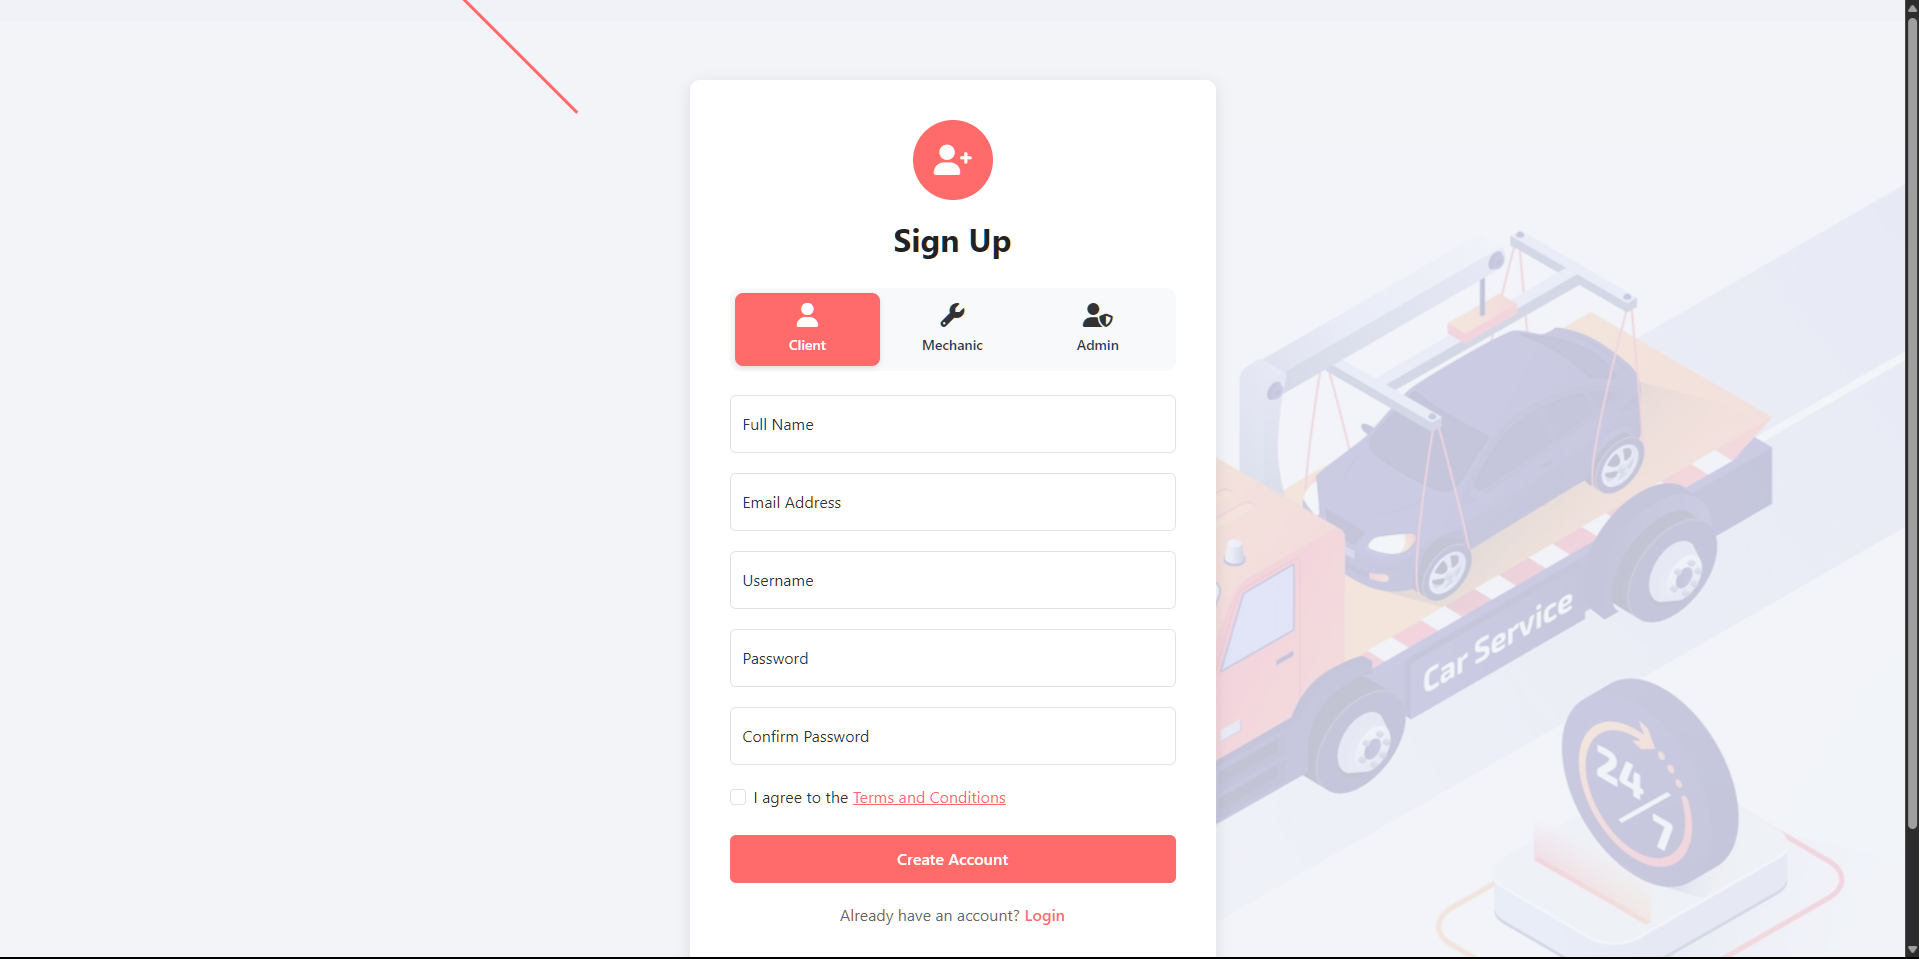 Sign Up
Client
Mechanic
Admin
Full Name
Email Address
Username
Password
Confirm Password
I agree to the Terms and Conditions
Create Account
Already have an account? Login
Car Service
24/7